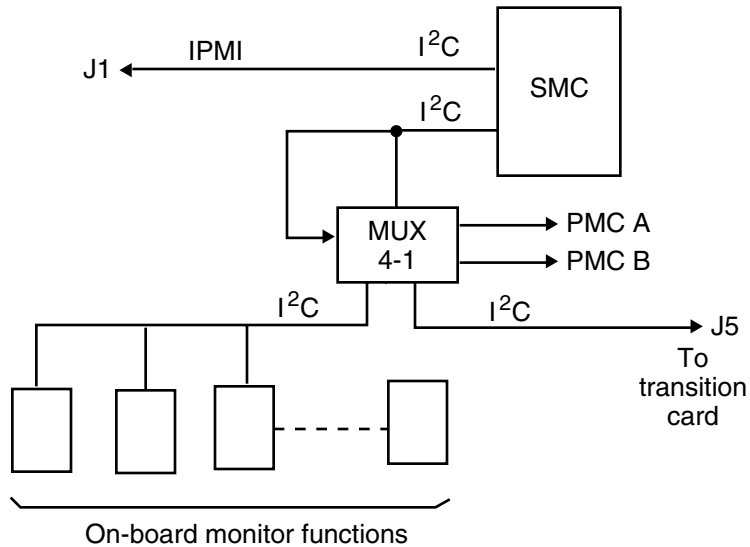 J1
IPMI
I²C
SMC
I²C
MUX
4-1
PMC A
PMC B
I²C
I²C
J5
To
transition
card
On-board monitor functions